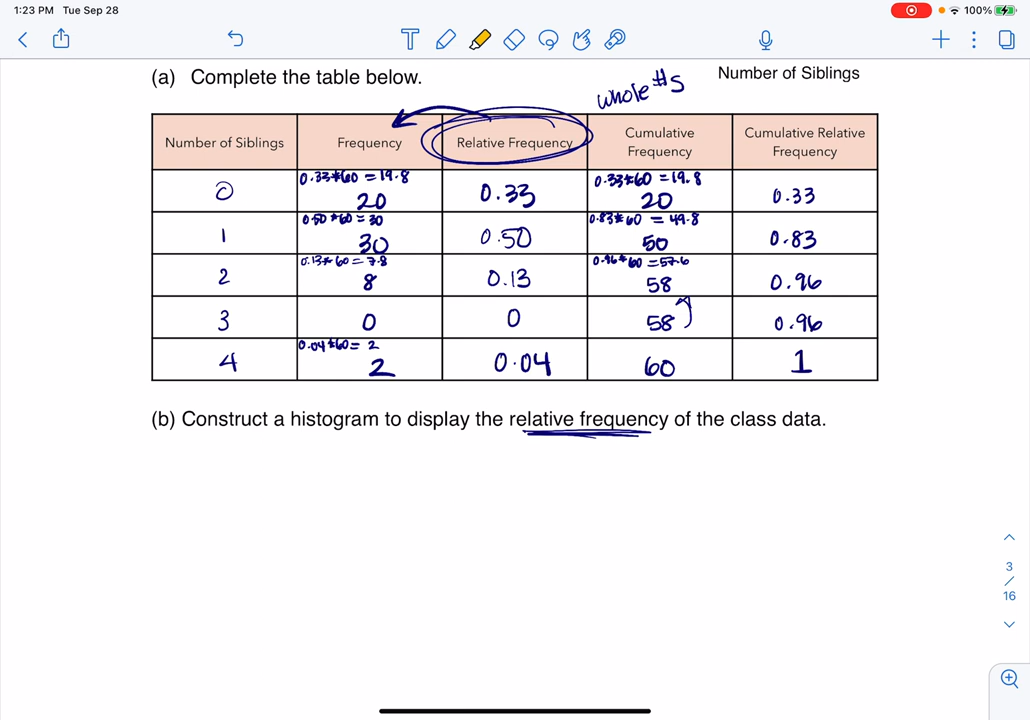 1:23 PM Tue Sep 28
100%
(a) Complete the table below.
whole #s
Number of Siblings
Number of Siblings Frequency Relative Frequency Cumulative Frequency Cumulative Relative Frequency
0.33*60 = 19.8 0.33*60 = 19.8
0 20 0.33 20 0.33
0.50*60 = 30 0.83*60 = 49.8
1 30 0.50 50 0.83
0.13*60 = 7.8 0.96*60 = 57.6
2 8 0.13 58 0.96
3 0 0 58 0.96
0.04*60 = 2
4 2 0.04 60 1
(b) Construct a histogram to display the relative frequency of the class data.
3
/
16